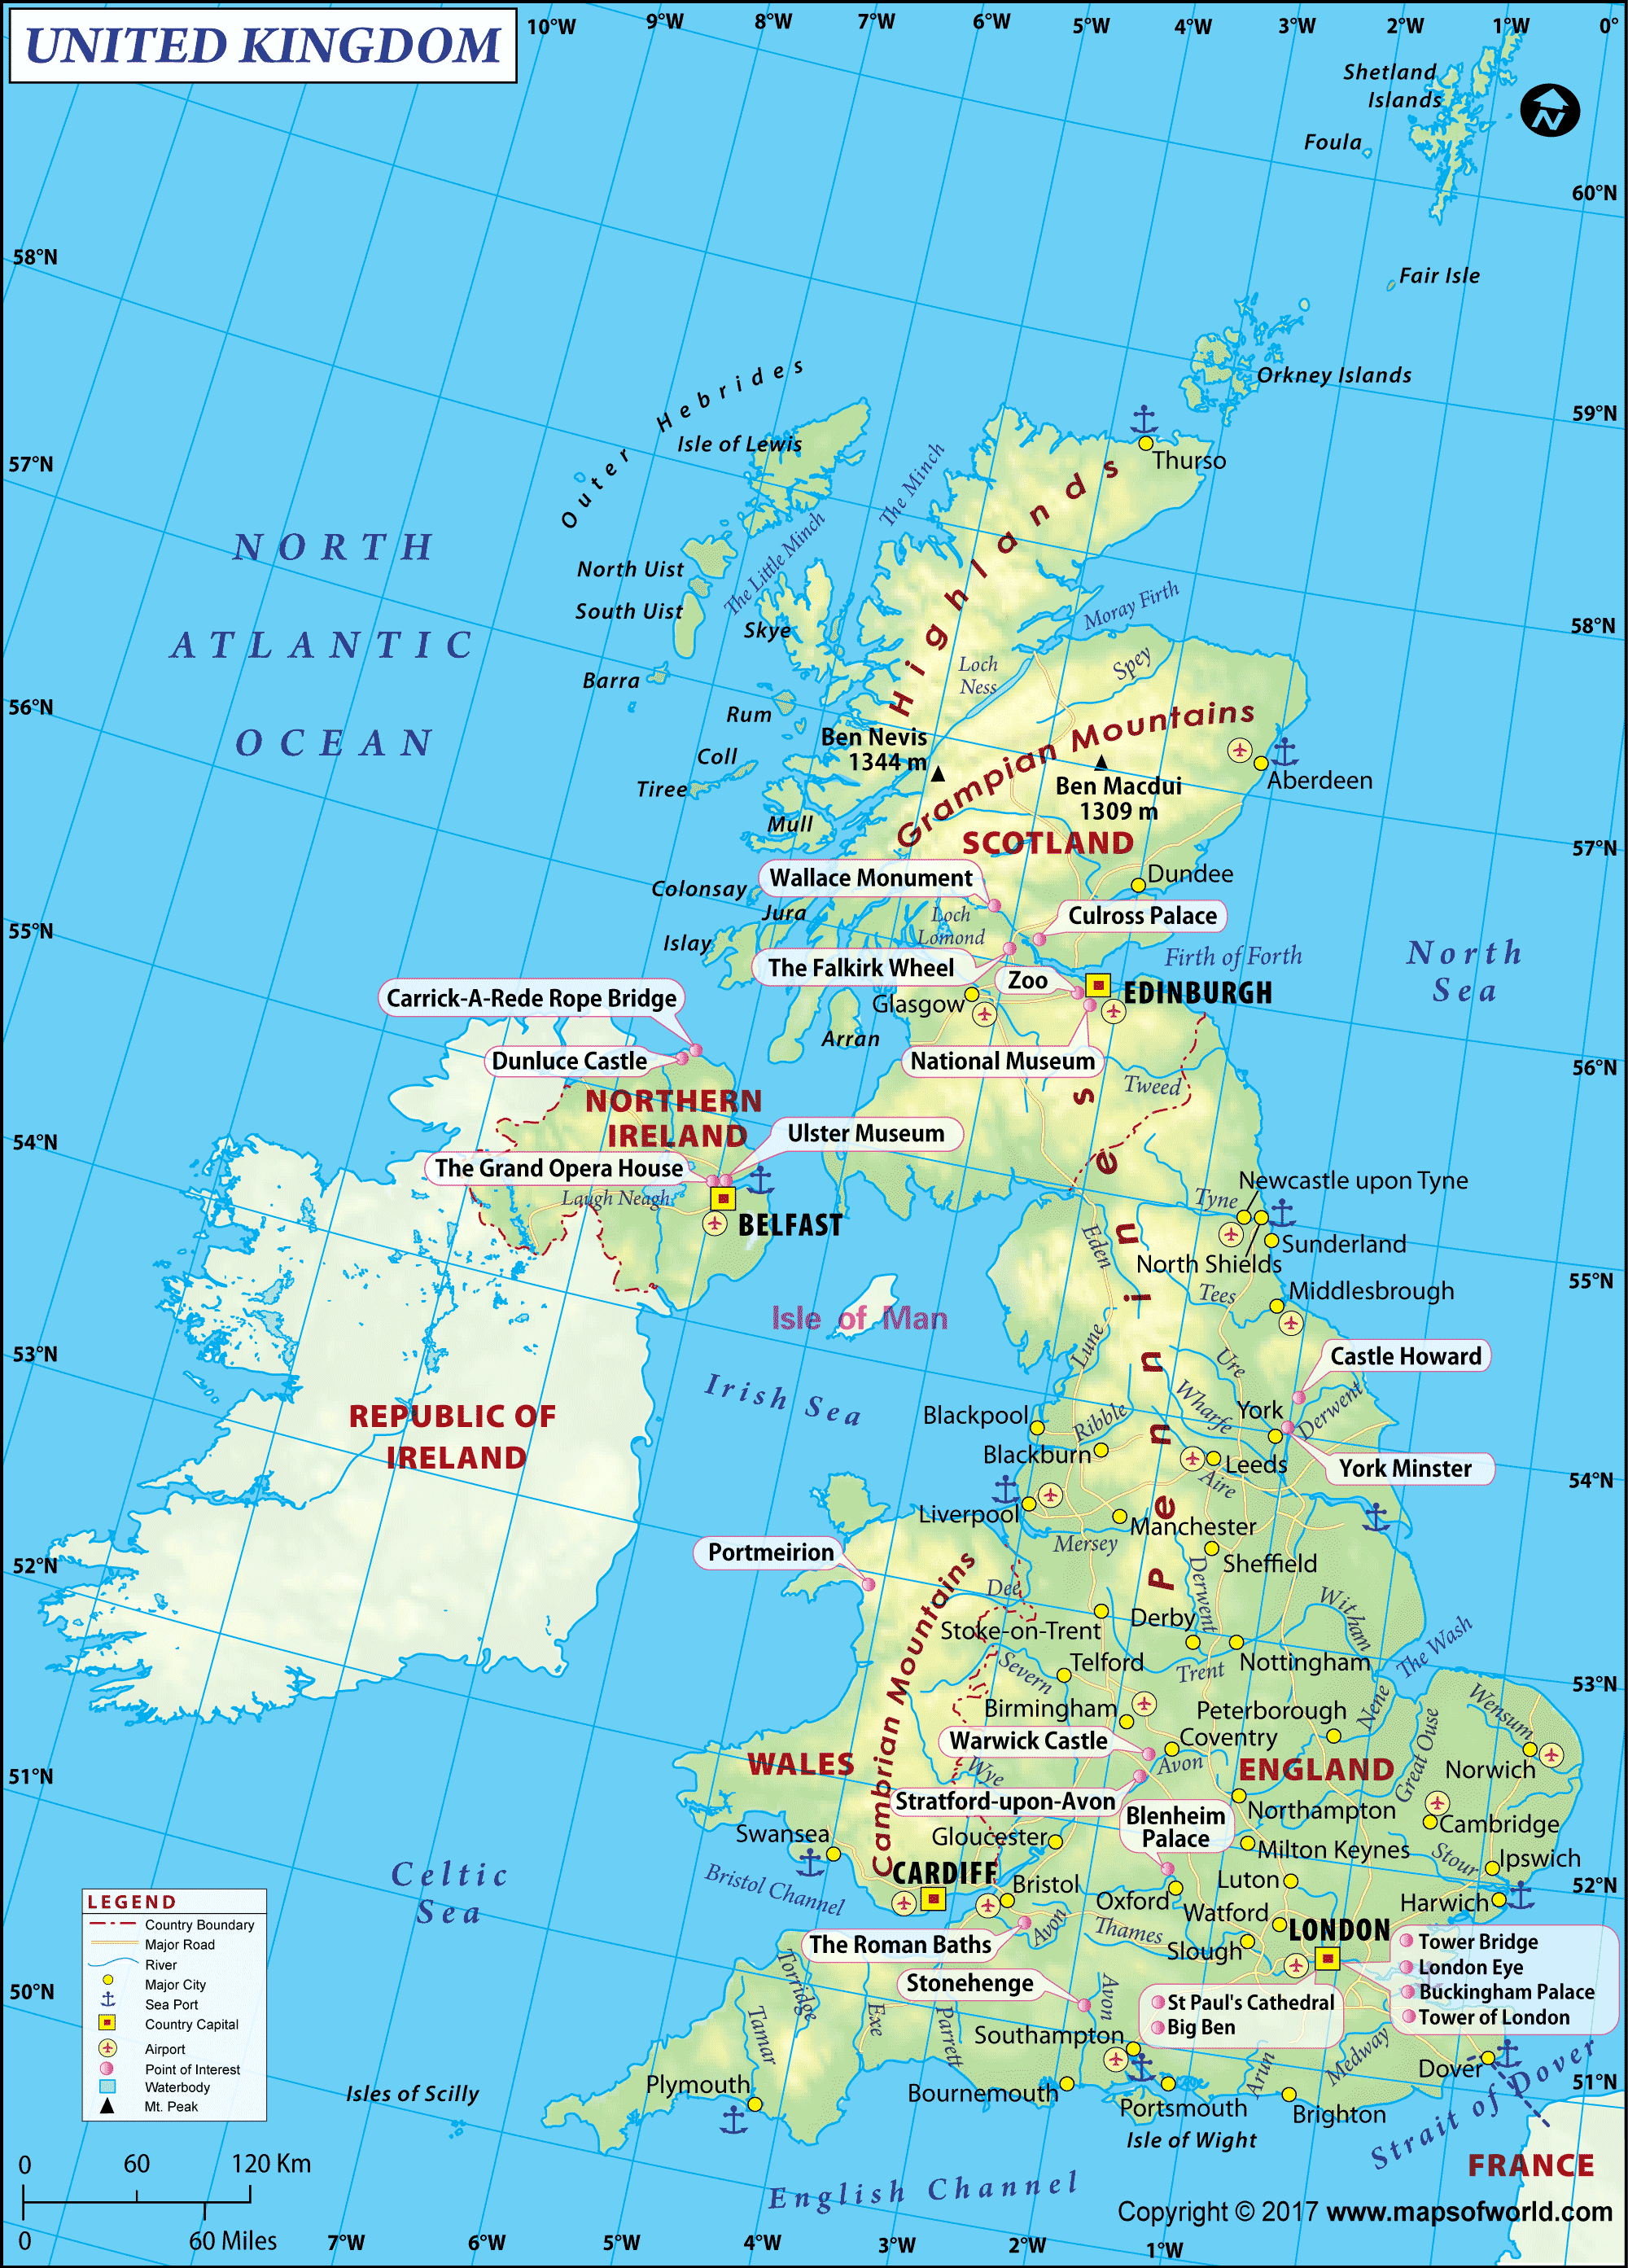 UNITED KINGDOM
10°W
9°W
8°W
7°W
6°W
5°W
4°W
3°W
2°W
1°W
0°
Shetland
Islands
Foula
N
60°N
58°N
Fair Isle
Orkney Islands
59°N
Outer Hebrides
Isle of Lewis
The Minch
Thurso
57°N
Highlands
NORTH
ATLANTIC
OCEAN
North Uist
The Little Minch
South Uist
Skye
Moray Firth
58°N
Barra
Loch
Ness
Spey
56°N
Rum
Grampian Mountains
Ben Nevis
1344 m
Coll
Tiree
Ben Macdui
1309 m
Aberdeen
Mull
SCOTLAND
57°N
Wallace Monument
Dundee
Colonsay
Jura
Loch
Lomond
Culross Palace
55°N
Islay
The Falkirk Wheel
Firth of Forth
North
Sea
Zoo
EDINBURGH
Carrick-A-Rede Rope Bridge
Glasgow
Arran
Dunluce Castle
National Museum
56°N
NORTHERN
IRELAND
Tweed
Pennines
54°N
Ulster Museum
The Grand Opera House
Laugh Neagh
BELFAST
Newcastle upon Tyne
Tyne
Eden
Sunderland
North Shields
55°N
Tees
Middlesbrough
Isle of Man
53°N
Lune
Ure
Castle Howard
Irish Sea
REPUBLIC OF
IRELAND
Blackpool
Ribble
Wharfe
York
Derwent
Blackburn
Leeds
York Minster
54°N
Aire
Liverpool
Manchester
Mersey
52°N
Portmeirion
Sheffield
Dee
Derwent
Witham
Stoke-on-Trent
Derby
The Wash
Severn
Telford
Trent
Nottingham
53°N
Cambrian Mountains
Birmingham
Peterborough
Nene
Wensum
Warwick Castle
Coventry
Great Ouse
51°N
WALES
Wye
Avon
ENGLAND
Norwich
Stratford-upon-Avon
Northampton
Blenheim
Palace
Cambridge
Swansea
Gloucester
Milton Keynes
Stour
Ipswich
Celtic
Sea
Bristol Channel
CARDIFF
Bristol
Oxford
Luton
52°N
Harwich
Watford
LONDON
Avon
Thames
The Roman Baths
Slough
Tower Bridge
London Eye
Buckingham Palace
Tower of London
Stonehenge
St Paul's Cathedral
Big Ben
50°N
Torridge
Tamar
Exe
Parrett
Avon
Southampton
Arun
Medway
Dover
Isles of Scilly
Plymouth
Bournemouth
Portsmouth
Brighton
51°N
Isle of Wight
Strait of Dover
English Channel
FRANCE
LEGEND
Country Boundary
Major Road
River
Major City
Sea Port
Country Capital
Airport
Point of Interest
Waterbody
Mt. Peak
0 60 120 Km
0 60 Miles
Copyright © 2017 www.mapsofworld.com
7°W
6°W
5°W
4°W
3°W
2°W
1°W